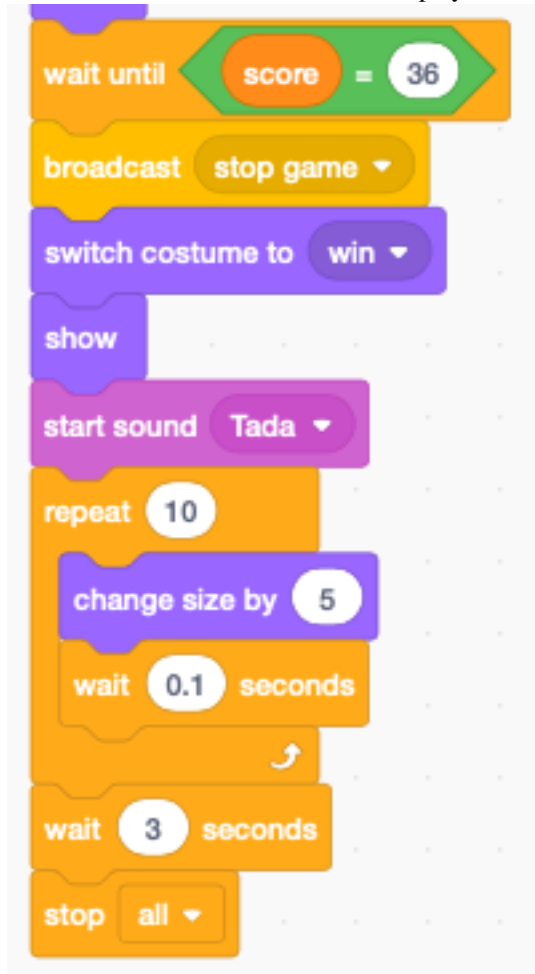 wait until score = 36
broadcast stop game
switch costume to win
show
start sound Tada
repeat 10
change size by 5
wait 0.1 seconds
wait 3 seconds
stop all